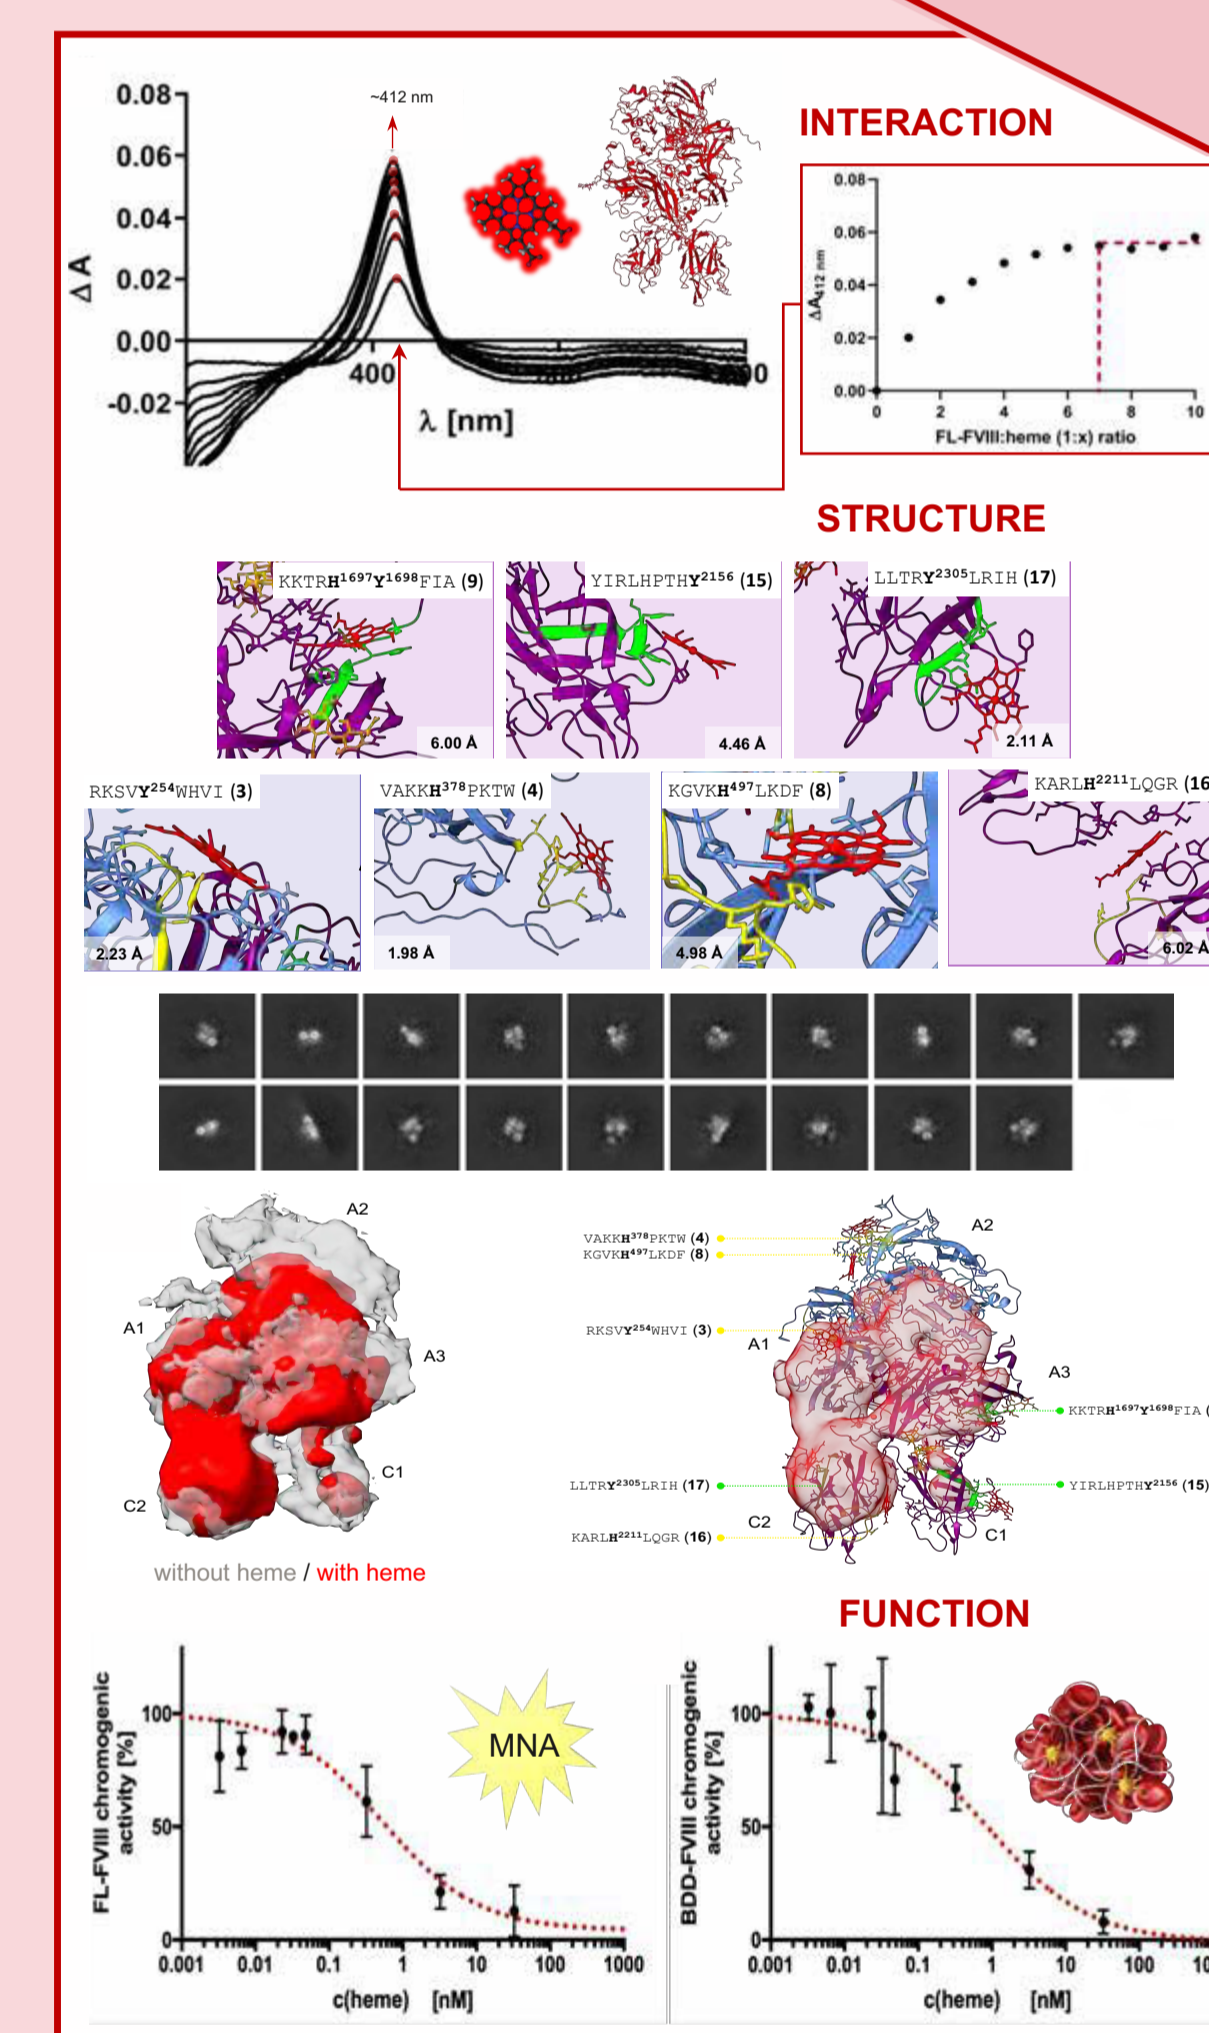 INTERACTION
0.08
0.06
0.04
0.02
0.00
-0.02
ΔA
~412 nm
400
λ [nm]
0.08
0.06
0.04
0.02
0.00
ΔA412 nm
0 2 4 6 8 10
FL-FVIII:heme (1:x) ratio
STRUCTURE
KKTRH¹⁶⁹⁷Y¹⁶⁹⁸FIA (9)
6.00 Å
YIRLHPTHY²¹⁵⁶ (15)
4.46 Å
LLTRY²³⁰⁵LRIH (17)
2.11 Å
RKSVY²⁵⁴WHVI (3)
2.23 Å
VAKKH³⁷⁸PKTW (4)
1.98 Å
KGVKH⁴⁹⁷LKDF (8)
4.98 Å
KARLH²²¹¹LQGR (16
6.02 Å
A2
A1
A3
C1
C2
without heme / with heme
VAKKH³⁷⁸PKTW (4)
KGVKH⁴⁹⁷LKDF (8)
A2
RKSVY²⁵⁴WHVI (3)
A1
A3
KKTRH¹⁶⁹⁷Y¹⁶⁹⁸FIA (
LLTRY²³⁰⁵LRIH (17)
YIRLHPTHY²¹⁵⁶ (15)
C2
C1
KARLH²²¹¹LQGR (16)
FUNCTION
FL-FVIII chromogenic
activity [%]
100
50
0
MNA
0.001 0.01 0.1 1 10 100 1000
c(heme) [nM]
BDD-FVIII chromogenic
activity [%]
100
50
0
0.001 0.01 0.1 1 10 100 10
c(heme) [nM]